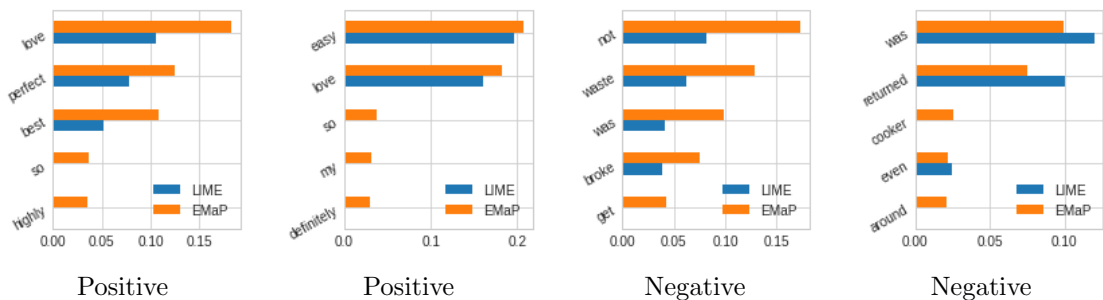 love
perfect
best
so
highly
LIME
EMaP
0.00 0.05 0.10 0.15
Positive
easy
love
so
my
definitely
LIME
EMaP
0.0 0.1 0.2
Positive
not
waste
was
broke
get
LIME
EMaP
0.00 0.05 0.10 0.15
Negative
was
returned
cooker
even
around
LIME
EMaP
0.00 0.05 0.10
Negative